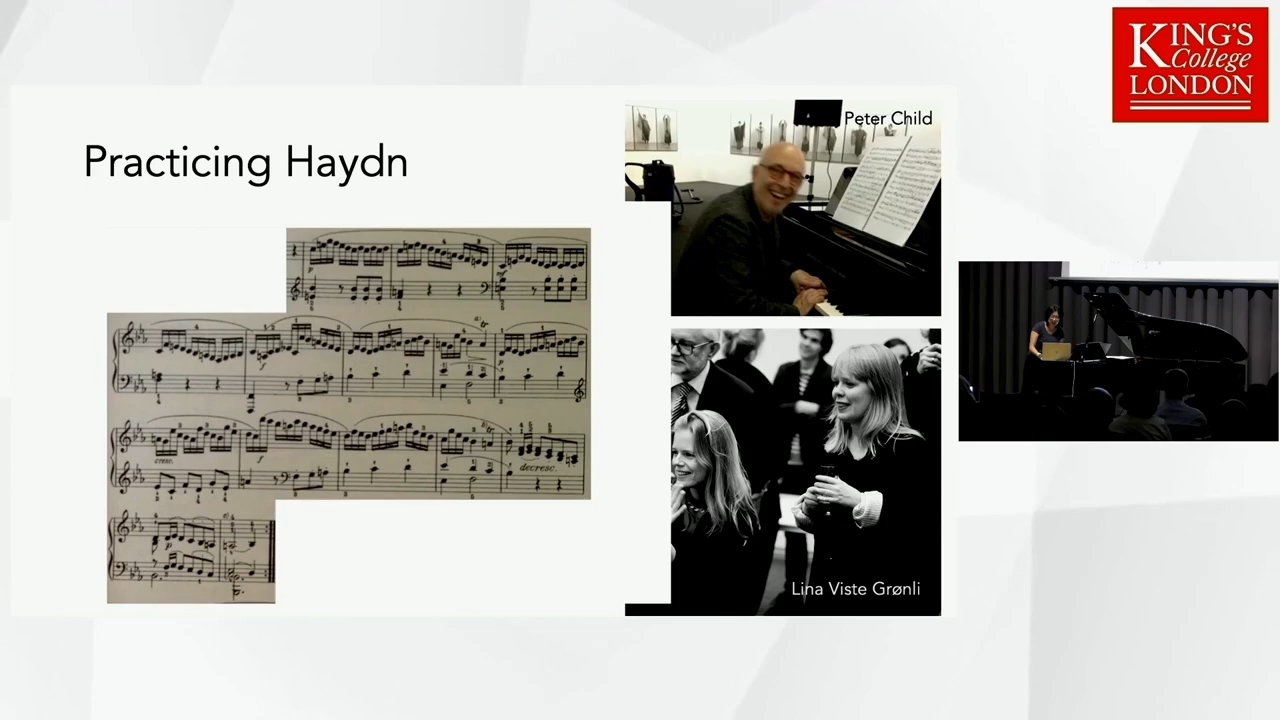 KING'S
College
LONDON
Practicing Haydn
Peter Child
cresc.
decresc.
Lina Viste Grønli